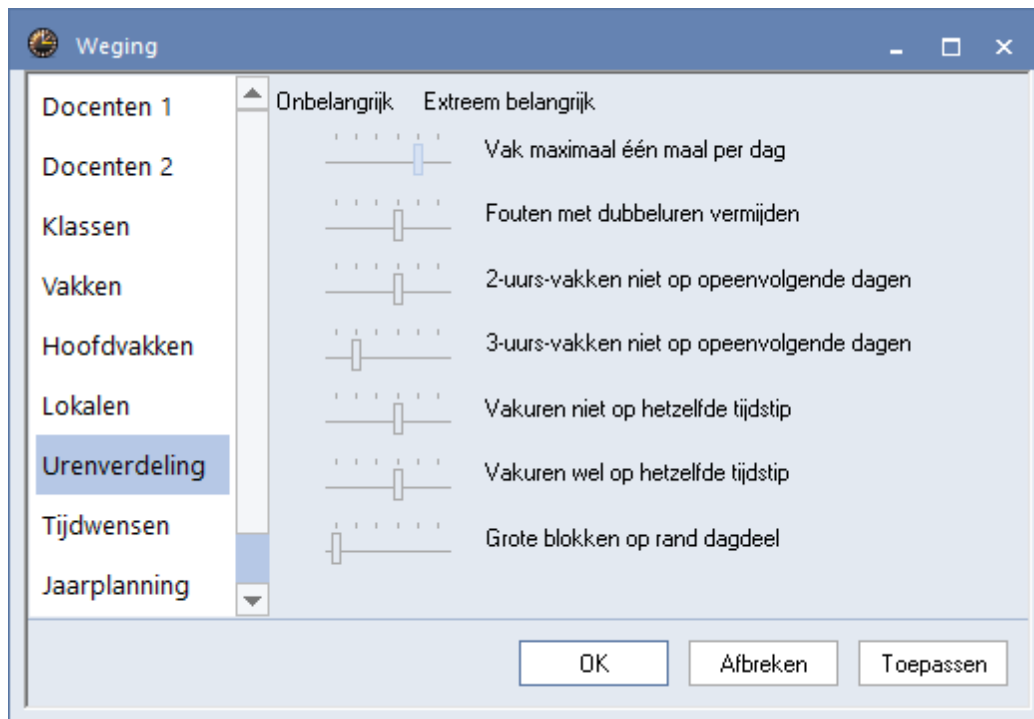 Weging
Docenten 1
Docenten 2
Klassen
Vakken
Hoofdvakken
Lokalen
Urenverdeling
Tijdwensen
Jaarplanning
Onbelangrijk Extreem belangrijk
Vak maximaal één maal per dag
Fouten met dubbeluren vermijden
2-uurs-vakken niet op opeenvolgende dagen
3-uurs-vakken niet op opeenvolgende dagen
Vakuren niet op hetzelfde tijdstip
Vakuren wel op hetzelfde tijdstip
Grote blokken op rand dagdeel
OK Afbreken Toepassen